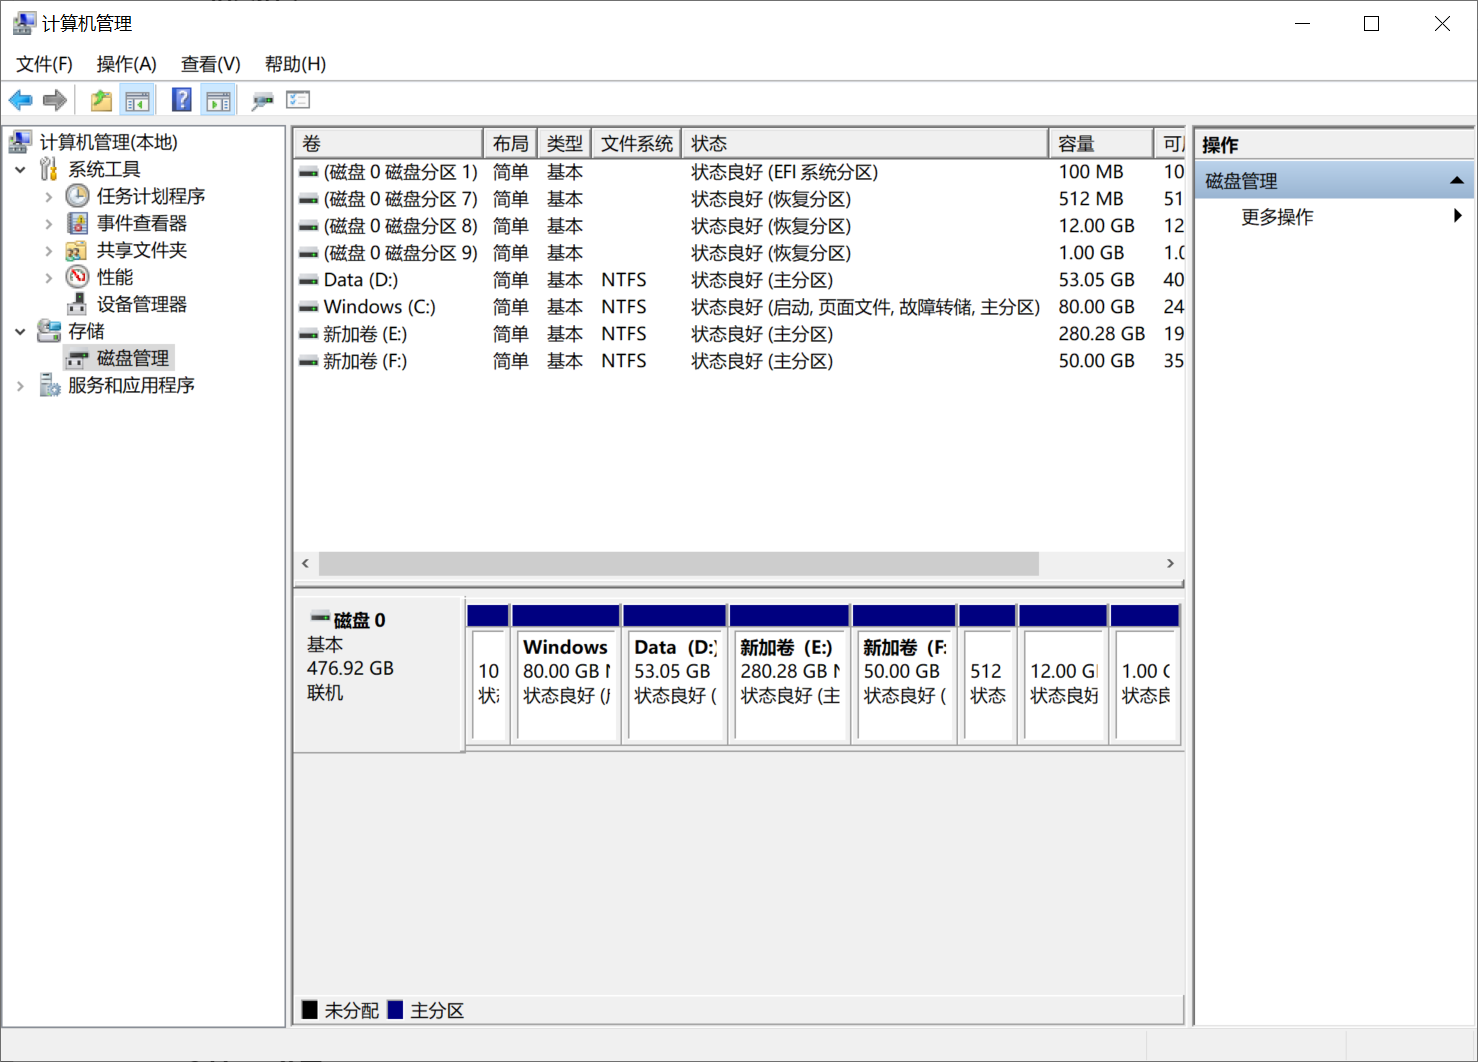 计算机管理
文件(F) 操作(A) 查看(V) 帮助(H)
计算机管理(本地)
系统工具
任务计划程序
事件查看器
共享文件夹
性能
设备管理器
存储
磁盘管理
服务和应用程序
卷 布局 类型 文件系统 状态 容量
(磁盘 0 磁盘分区 1) 简单 基本 状态良好 (EFI 系统分区) 100 MB 10
(磁盘 0 磁盘分区 7) 简单 基本 状态良好 (恢复分区) 512 MB 51
(磁盘 0 磁盘分区 8) 简单 基本 状态良好 (恢复分区) 12.00 GB 12
(磁盘 0 磁盘分区 9) 简单 基本 状态良好 (恢复分区) 1.00 GB 1.0
Data (D:) 简单 基本 NTFS 状态良好 (主分区) 53.05 GB 40
Windows (C:) 简单 基本 NTFS 状态良好 (启动, 页面文件, 故障转储, 主分区) 80.00 GB 24
新加卷 (E:) 简单 基本 NTFS 状态良好 (主分区) 280.28 GB 19
新加卷 (F:) 简单 基本 NTFS 状态良好 (主分区) 50.00 GB 35
操作
磁盘管理
更多操作
磁盘 0
基本
476.92 GB
联机
10
状
Windows
80.00 GB N
状态良好 (
Data (D:)
53.05 GB
状态良好 (
新加卷 (E:)
280.28 GB N
状态良好 (主
新加卷 (F:
50.00 GB
状态良好 (
512
状态
12.00 G
状态良好
1.00
状态良
未分配 主分区